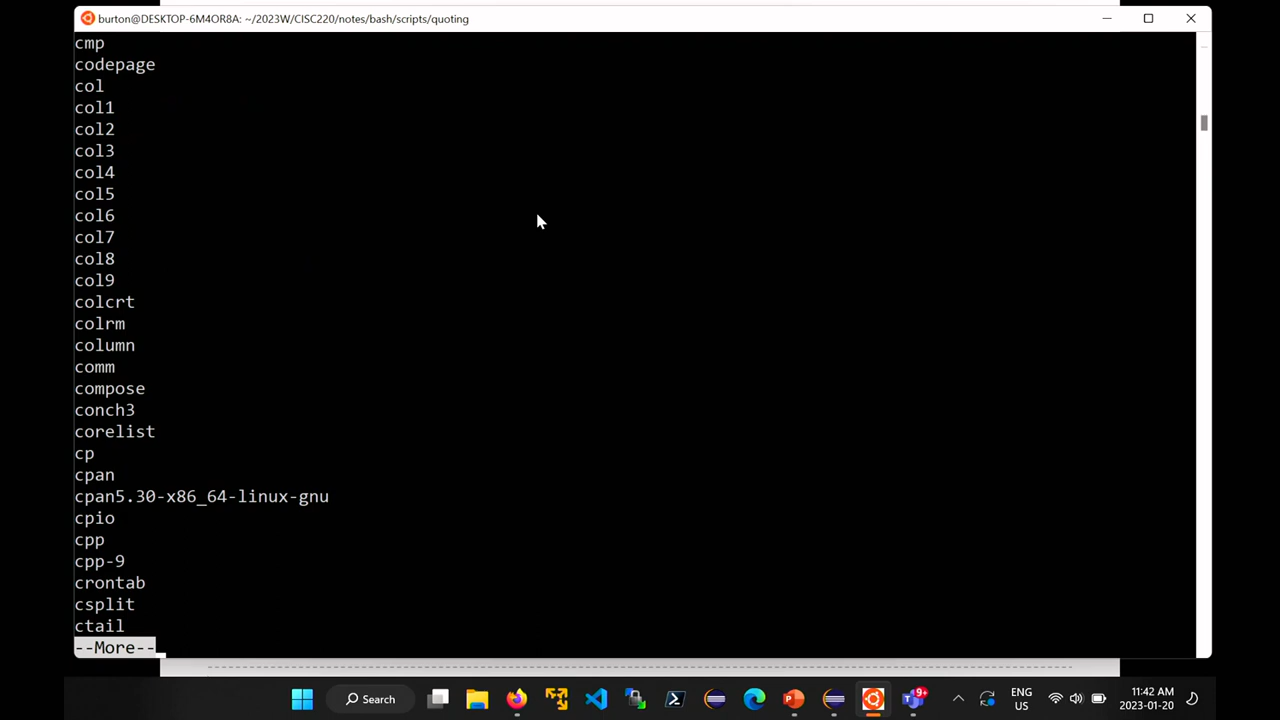 burton@DESKTOP-6M4OR8A: ~/2023W/CISC220/notes/bash/scripts/quoting
cmp
codepage
col
col1
col2
col3
col4
col5
col6
col7
col8
col9
colcrt
colrm
column
comm
compose
conch3
corelist
cp
cpan
cpan5.30-x86_64-linux-gnu
cpio
cpp
cpp-9
crontab
csplit
ctail
--More--
Search
9+
ENG
US
11:42 AM
2023-01-20